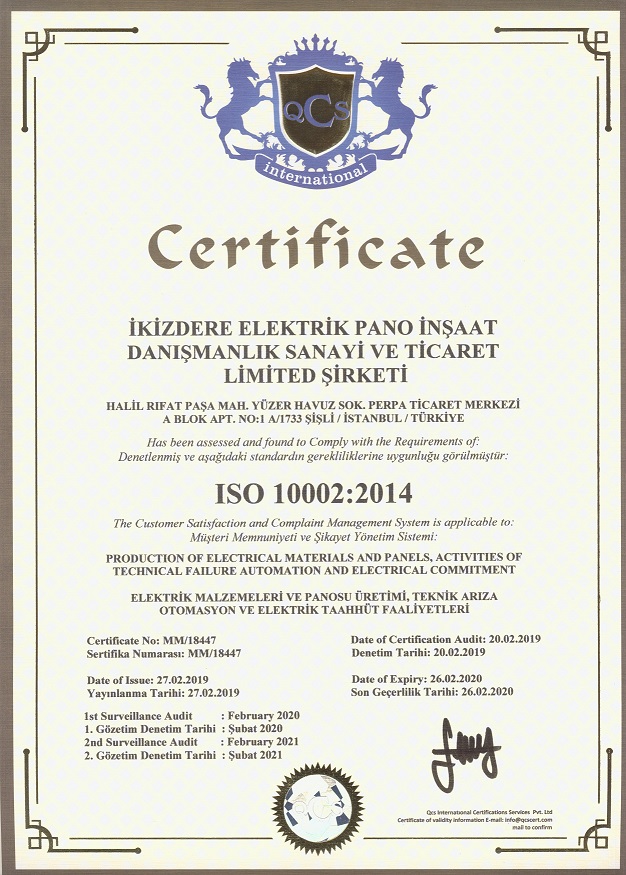 QCS
international
Certificate
İKİZDERE ELEKTRİK PANO İNŞAAT
DANIŞMANLIK SANAYİ VE TİCARET
LİMİTED ŞİRKETİ
HALİL RIFAT PAŞA MAH. YÜZER HAVUZ SOK. PERPA TİCARET MERKEZİ
A BLOK APT. NO:1 A/1733 ŞİŞLİ / İSTANBUL / TÜRKİYE
Has been assessed and found to Comply with the Requirements of:
Denetlenmiş ve aşağıdaki standardın gerekliliklerine uygunluğu görülmüştür:
ISO 10002:2014
The Customer Satisfaction and Complaint Management System is applicable to:
Müşteri Memnuniyeti ve Şikayet Yönetim Sistemi:
PRODUCTION OF ELECTRICAL MATERIALS AND PANELS, ACTIVITIES OF
TECHNICAL FAILURE AUTOMATION AND ELECTRICAL COMMITMENT
ELEKTRİK MALZEMELERİ VE PANOSU ÜRETİMİ, TEKNİK ARIZA
OTOMASYON VE ELEKTRİK TAAHHÜT FAALİYETLERİ
Certificate No: MM/18447
Sertifika Numarası: MM/18447
Date of Certification Audit: 20.02.2019
Denetim Tarihi: 20.02.2019
Date of Issue: 27.02.2019
Yayınlanma Tarihi: 27.02.2019
Date of Expiry: 26.02.2020
Son Geçerlilik Tarihi: 26.02.2020
1st Surveillance Audit : February 2020
1. Gözetim Denetim Tarihi : Şubat 2020
2nd Surveillance Audit : February 2021
2. Gözetim Denetim Tarihi : Şubat 2021
QCS
Qcs International Certifications Services Pvt. Ltd
Certificate of validity information E-mail: Info@qcscert.com
mail to confirm